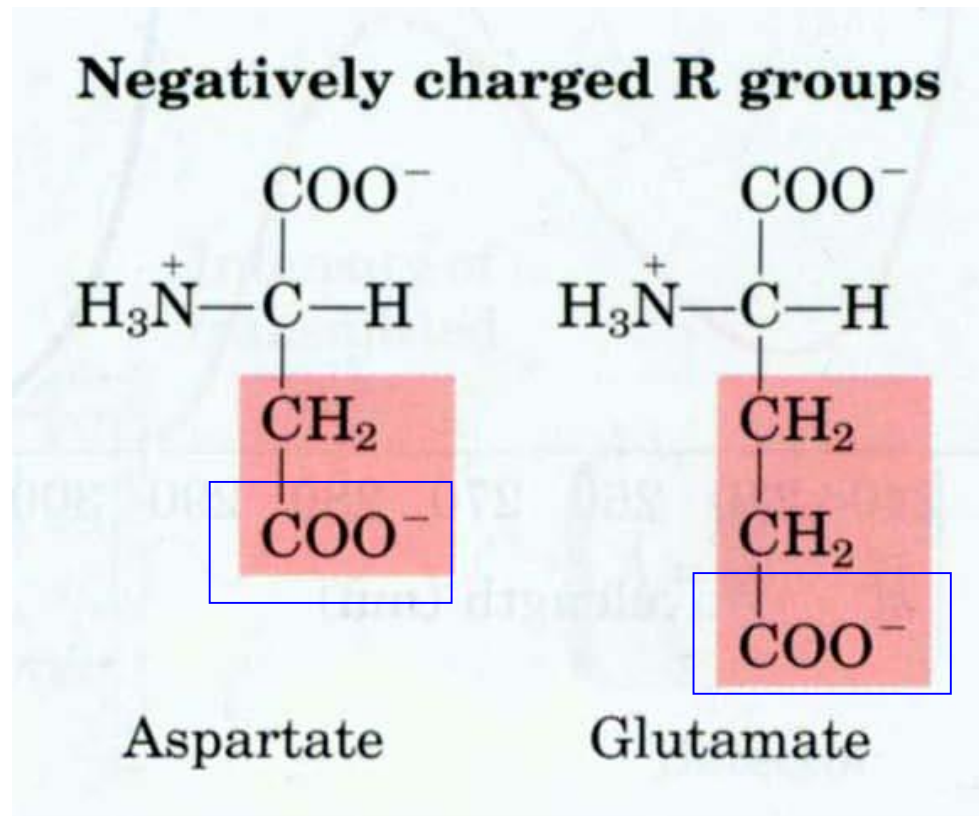 Negatively charged R groups
COO⁻ COO⁻
H₃N⁺—C—H H₃N⁺—C—H
CH₂ CH₂
COO⁻ CH₂
COO⁻
Aspartate Glutamate